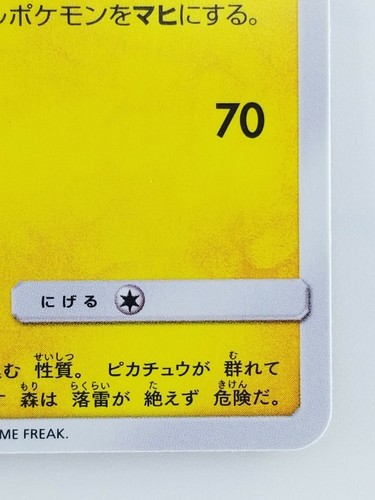 ポケモンをマヒにする。
70
にげる
性質。 ピカチュウが 群れて
森は 落雷が 絶えず 危険だ。
ME FREAK.